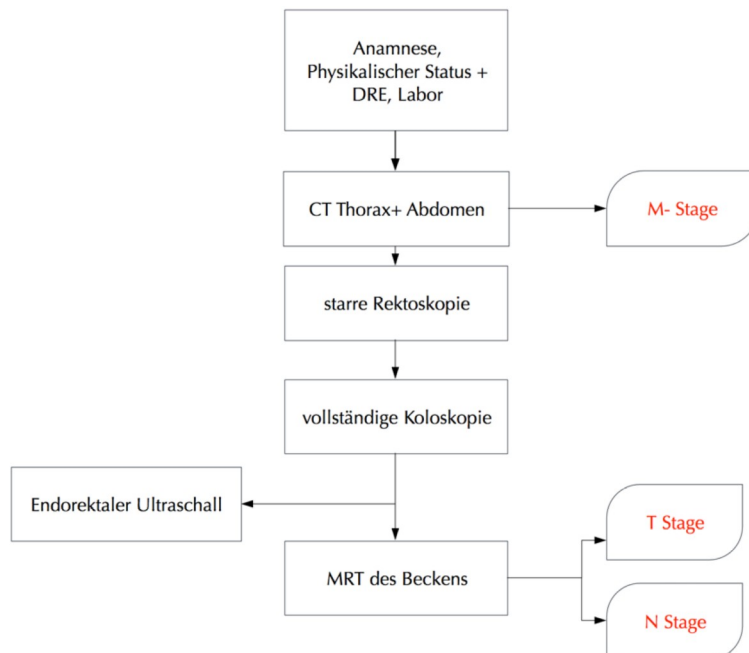 Anamnese,
Physikalischer Status +
DRE, Labor
CT Thorax+ Abdomen
M- Stage
starre Rektoskopie
vollständige Koloskopie
Endorektaler Ultraschall
T Stage
MRT des Beckens
N Stage